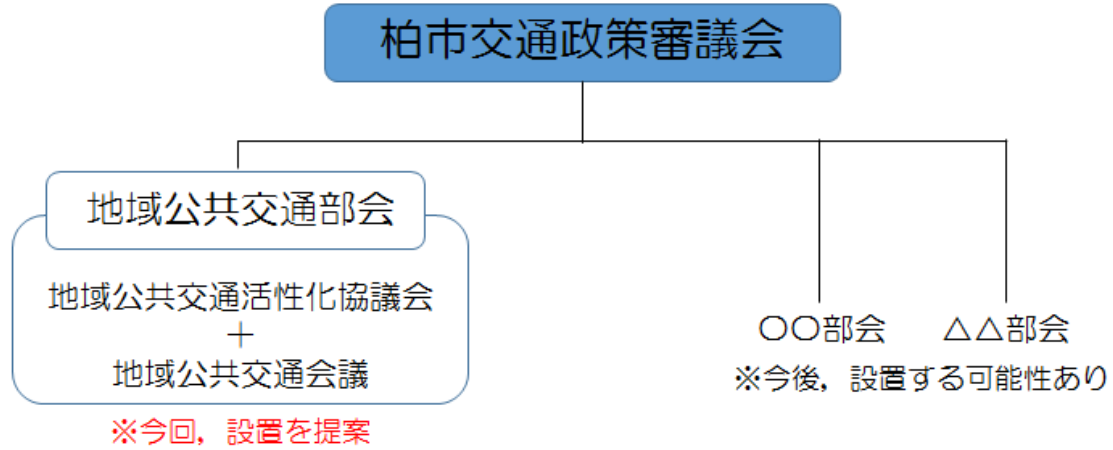 柏市交通政策審議会
地域公共交通部会
地域公共交通活性化協議会
＋
地域公共交通会議
※今回，設置を提案
〇〇部会
△△部会
※今後，設置する可能性あり